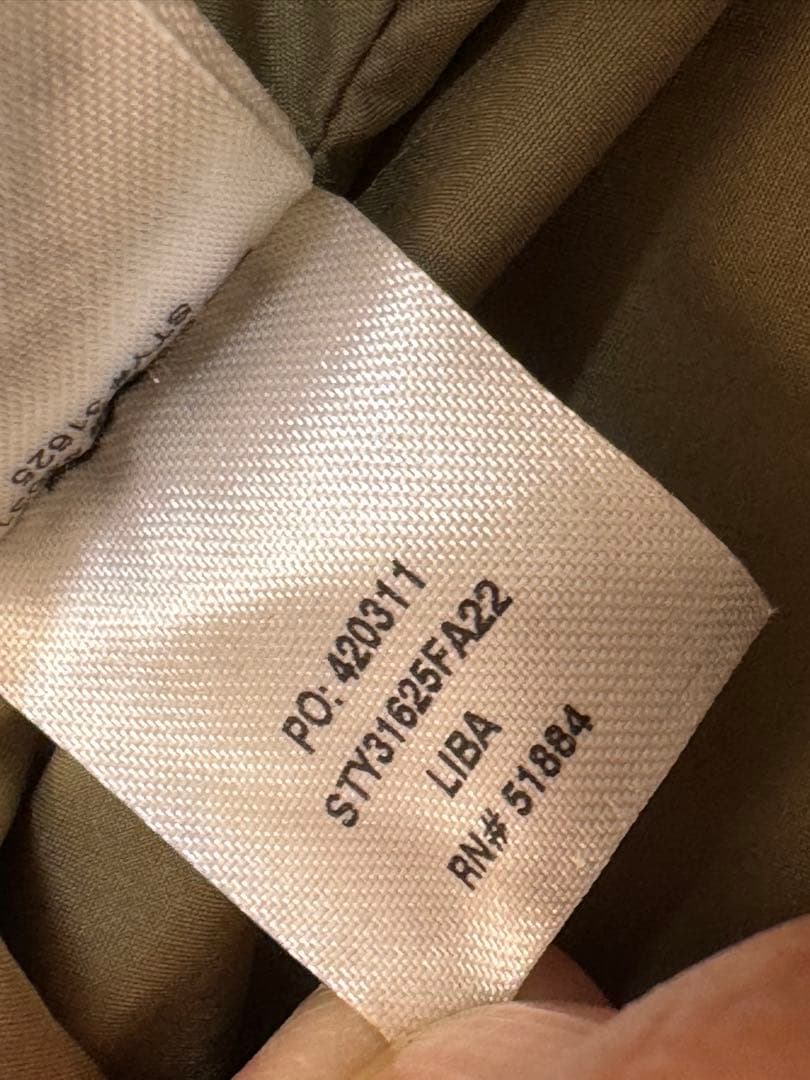 PO: 420311
STY31625FA22
LIBA
RN# 51884